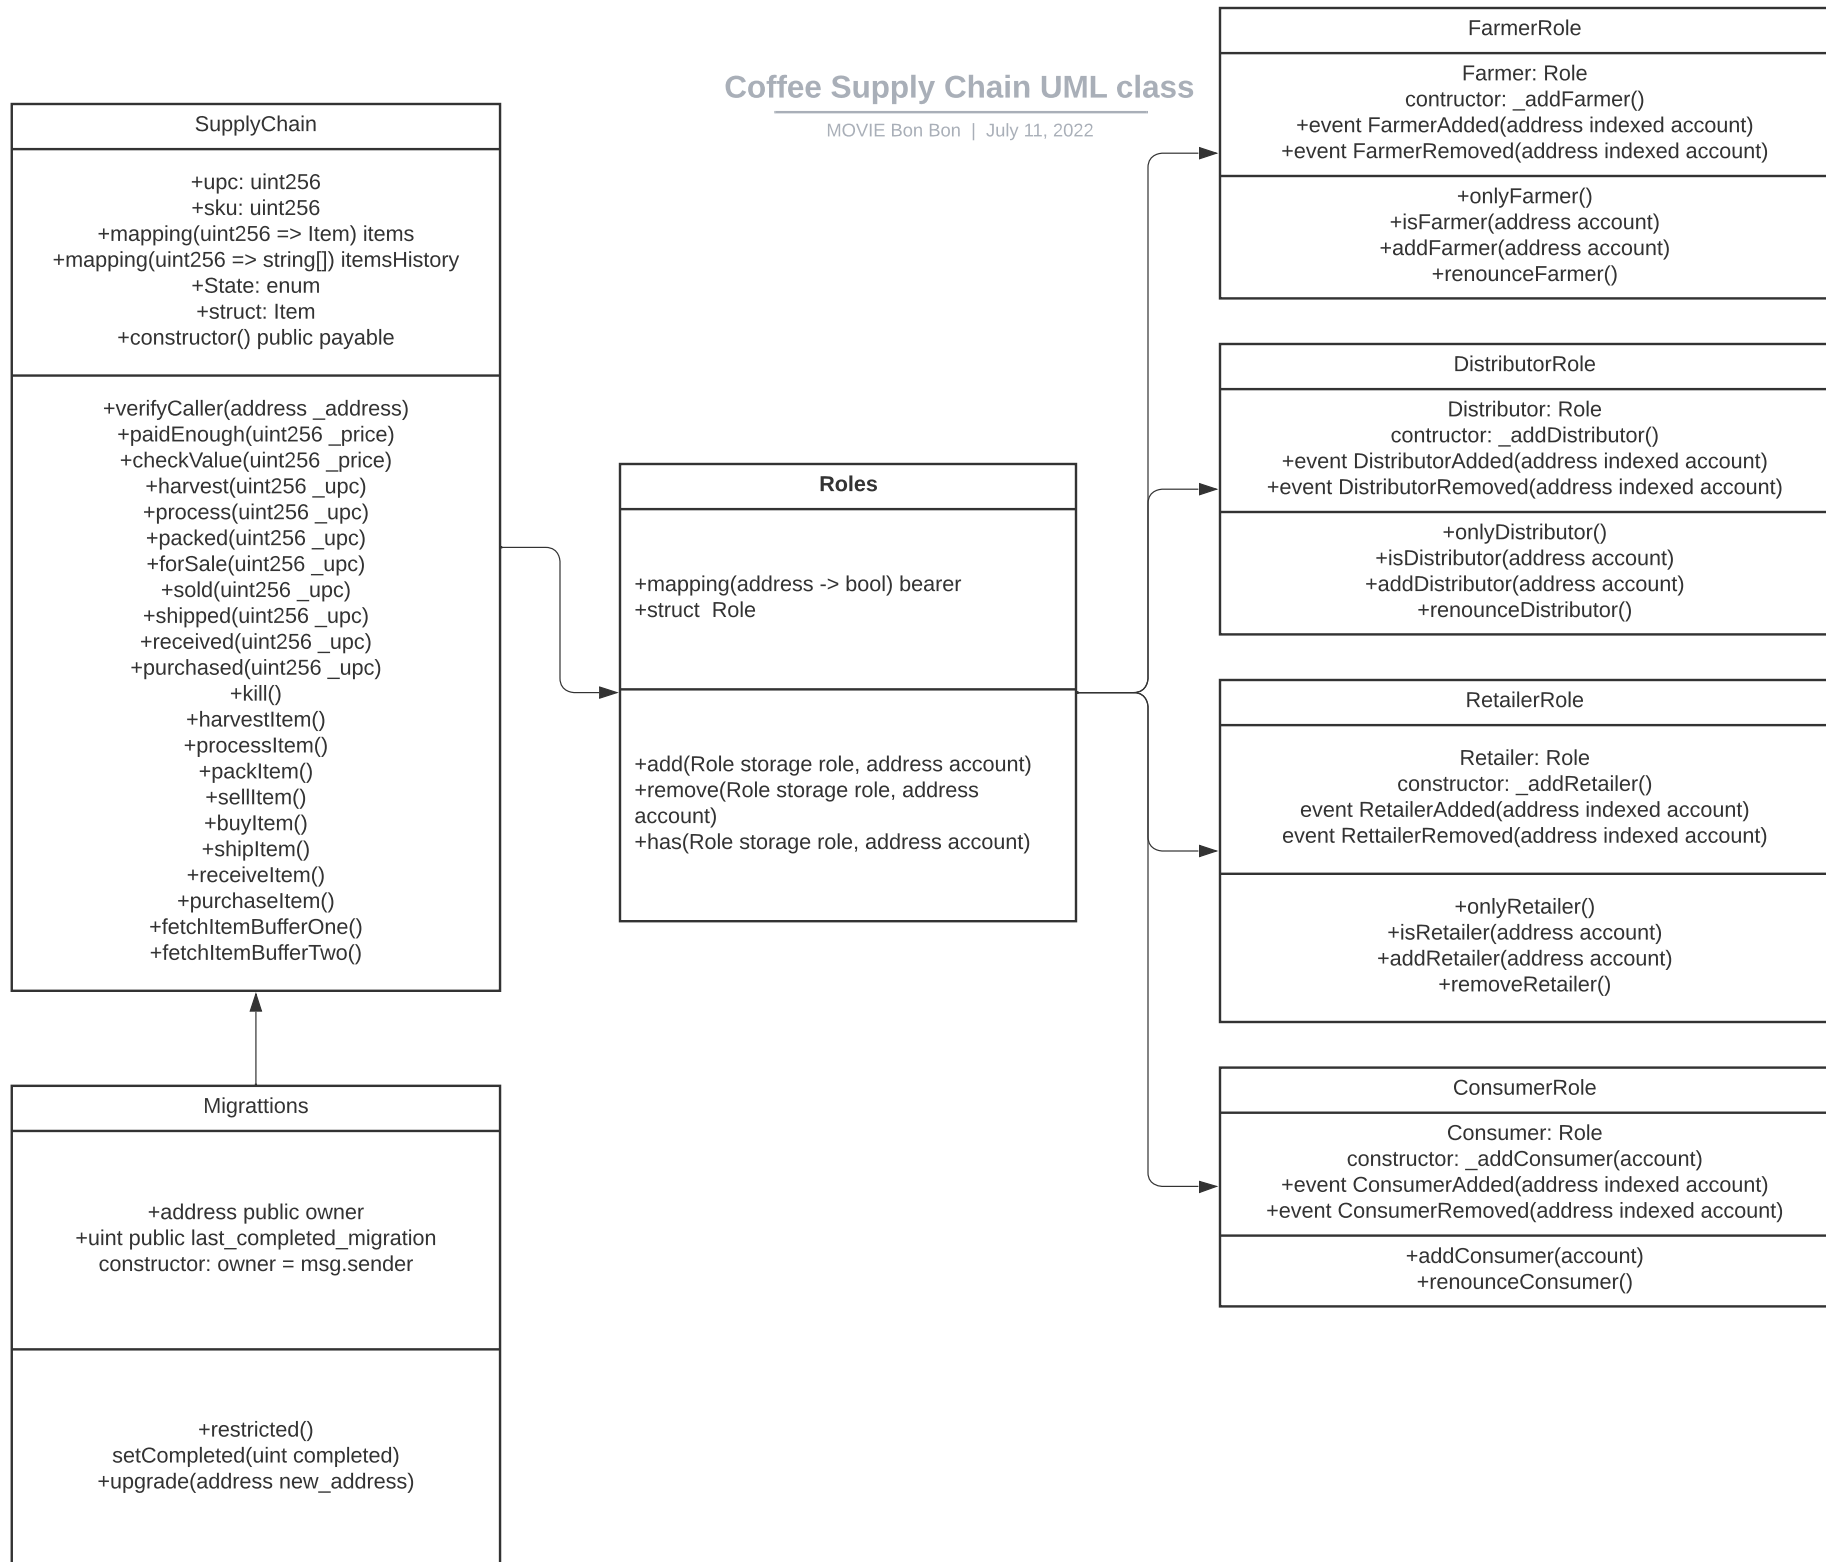 Coffee Supply Chain UML class
MOVIE Bon Bon | July 11, 2022
SupplyChain
+upc: uint256
+sku: uint256
+mapping(uint256 => Item) items
+mapping(uint256 => string[]) itemsHistory
+State: enum
+struct: Item
+constructor() public payable
+verifyCaller(address _address)
+paidEnough(uint256 _price)
+checkValue(uint256 _price)
+harvest(uint256 _upc)
+process(uint256 _upc)
+packed(uint256 _upc)
+forSale(uint256 _upc)
+sold(uint256 _upc)
+shipped(uint256 _upc)
+received(uint256 _upc)
+purchased(uint256 _upc)
+kill()
+harvestItem()
+processItem()
+packItem()
+sellItem()
+buyItem()
+shipItem()
+receiveItem()
+purchaseItem()
+fetchItemBufferOne()
+fetchItemBufferTwo()
Migrattions
+address public owner
+uint public last_completed_migration
constructor: owner = msg.sender
+restricted()
setCompleted(uint completed)
+upgrade(address new_address)
Roles
+mapping(address -> bool) bearer
+struct  Role
+add(Role storage role, address account)
+remove(Role storage role, address
account)
+has(Role storage role, address account)
FarmerRole
Farmer: Role
contructor: _addFarmer()
+event FarmerAdded(address indexed account)
+event FarmerRemoved(address indexed account)
+onlyFarmer()
+isFarmer(address account)
+addFarmer(address account)
+renounceFarmer()
DistributorRole
Distributor: Role
contructor: _addDistributor()
+event DistributorAdded(address indexed account)
+event DistributorRemoved(address indexed account)
+onlyDistributor()
+isDistributor(address account)
+addDistributor(address account)
+renounceDistributor()
RetailerRole
Retailer: Role
constructor: _addRetailer()
event RetailerAdded(address indexed account)
event RettailerRemoved(address indexed account)
+onlyRetailer()
+isRetailer(address account)
+addRetailer(address account)
+removeRetailer()
ConsumerRole
Consumer: Role
constructor: _addConsumer(account)
+event ConsumerAdded(address indexed account)
+event ConsumerRemoved(address indexed account)
+addConsumer(account)
+renounceConsumer()